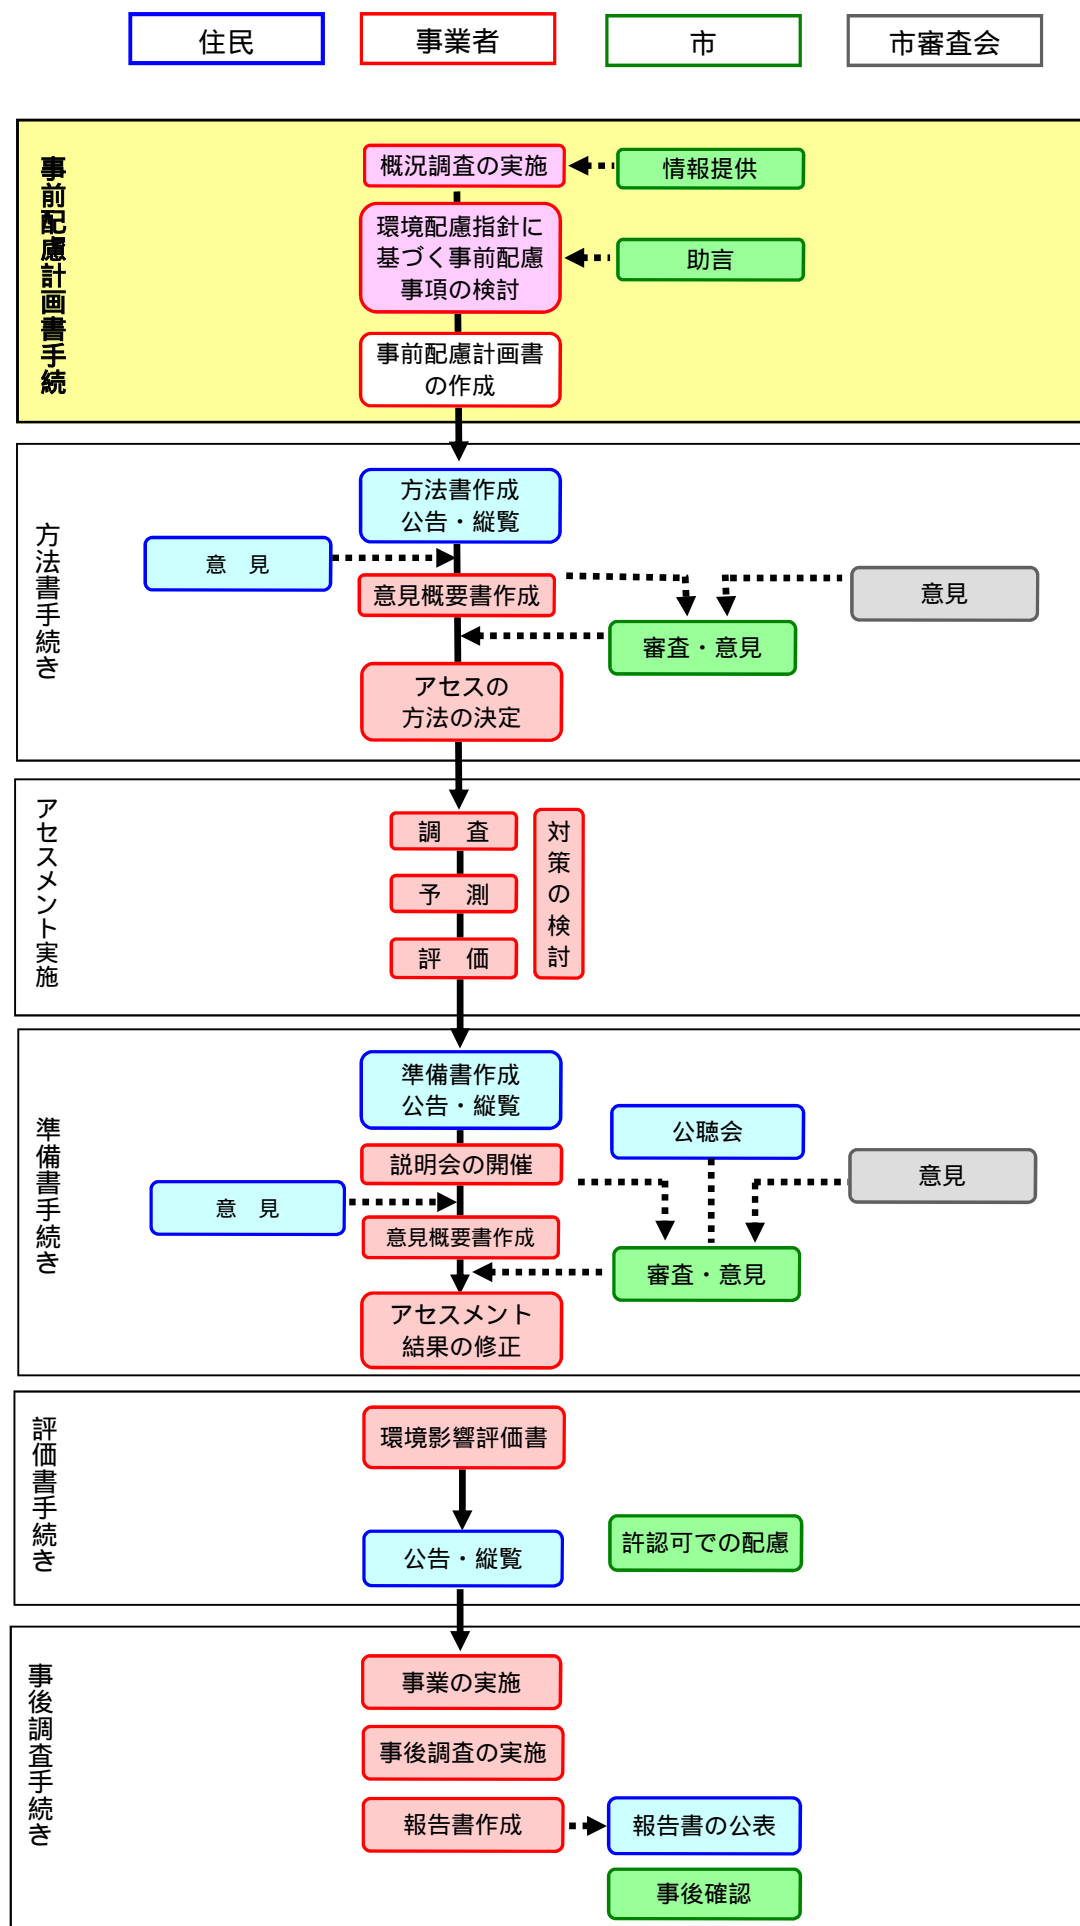 住民
事業者
市
市審査会
事前配慮計画書手続
概況調査の実施
情報提供
環境配慮指針に
基づく事前配慮
事項の検討
助言
事前配慮計画書
の作成
方法書手続き
方法書作成
公告・縦覧
意　見
意見概要書作成
意見
審査・意見
アセスの
方法の決定
アセスメント実施
調　査
予　測
評　価
対策の検討
準備書手続き
準備書作成
公告・縦覧
公聴会
説明会の開催
意見
意　見
意見概要書作成
審査・意見
アセスメント
結果の修正
評価書手続き
環境影響評価書
公告・縦覧
許認可での配慮
事後調査手続き
事業の実施
事後調査の実施
報告書作成
報告書の公表
事後確認